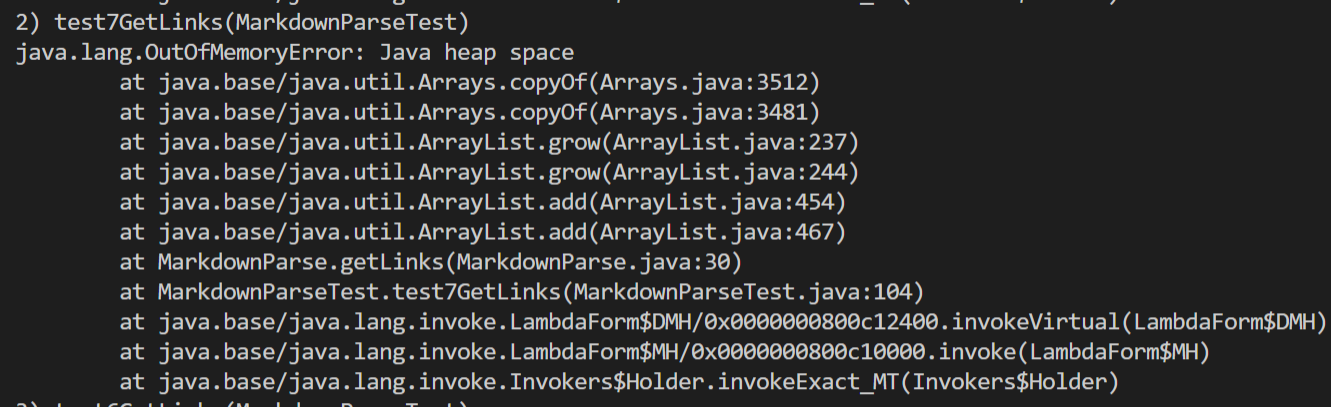 2) test7GetLinks(MarkdownParseTest)
java.lang.OutOfMemoryError: Java heap space
        at java.base/java.util.Arrays.copyOf(Arrays.java:3512)
        at java.base/java.util.Arrays.copyOf(Arrays.java:3481)
        at java.base/java.util.ArrayList.grow(ArrayList.java:237)
        at java.base/java.util.ArrayList.grow(ArrayList.java:244)
        at java.base/java.util.ArrayList.add(ArrayList.java:454)
        at java.base/java.util.ArrayList.add(ArrayList.java:467)
        at MarkdownParse.getLinks(MarkdownParse.java:30)
        at MarkdownParseTest.test7GetLinks(MarkdownParseTest.java:104)
        at java.base/java.lang.invoke.LambdaForm$DMH/0x0000000800c12400.invokeVirtual(LambdaForm$DMH)
        at java.base/java.lang.invoke.LambdaForm$MH/0x0000000800c10000.invoke(LambdaForm$MH)
        at java.base/java.lang.invoke.Invokers$Holder.invokeExact_MT(Invokers$Holder)